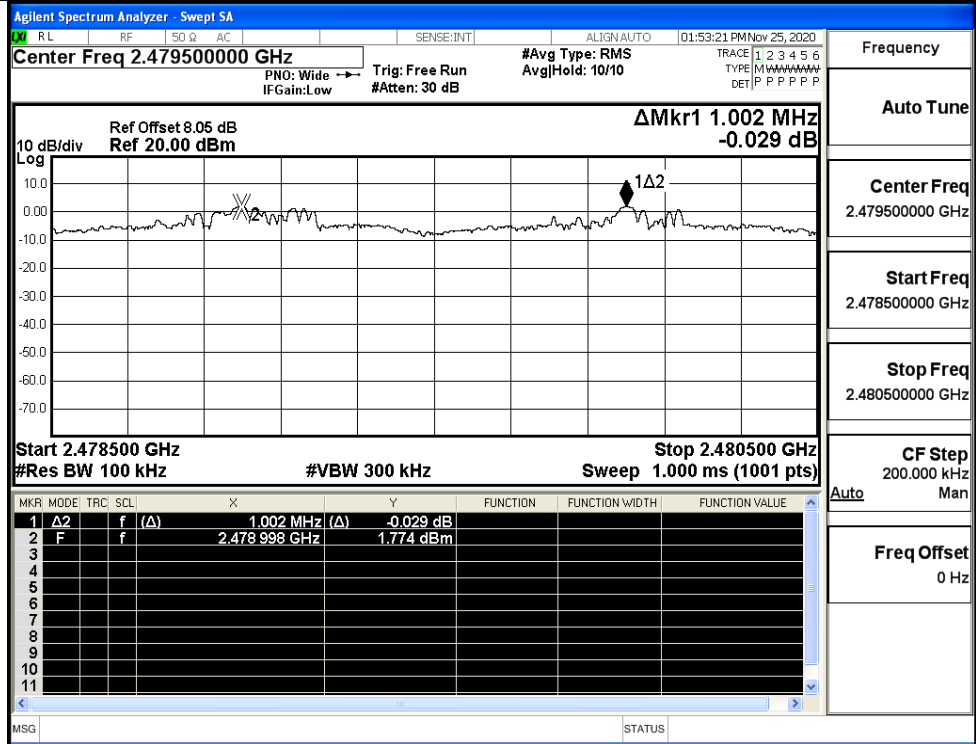 Agilent Spectrum Analyzer - Swept SA
LXI RL RF 50 Ω AC SENSE:INT ALIGNAUTO 01:53:21 PMNov 25, 2020
Center Freq 2.479500000 GHz
PNO: Wide
IFGain:Low
Trig: Free Run
#Atten: 30 dB
#Avg Type: RMS
Avg|Hold: 10/10
TRACE 1 2 3 4 5 6
TYPE MWWWWW
DET P P P P P P
Ref Offset 8.05 dB
10 dB/div Ref 20.00 dBm
Log
ΔMkr1 1.002 MHz
-0.029 dB
10.0
0.00
-10.0
-20.0
-30.0
-40.0
-50.0
-60.0
-70.0
2
1Δ2
Start 2.478500 GHz Stop 2.480500 GHz
#Res BW 100 kHz #VBW 300 kHz Sweep 1.000 ms (1001 pts)
MKR MODE TRC SCL X Y FUNCTION FUNCTION WIDTH FUNCTION VALUE
1 Δ2 f (Δ) 1.002 MHz (Δ) -0.029 dB
2 F f 2.478 998 GHz 1.774 dBm
3
4
5
6
7
8
9
10
11
MSG STATUS
Frequency
Auto Tune
Center Freq
2.479500000 GHz
Start Freq
2.478500000 GHz
Stop Freq
2.480500000 GHz
CF Step
200.000 kHz
Auto Man
Freq Offset
0 Hz